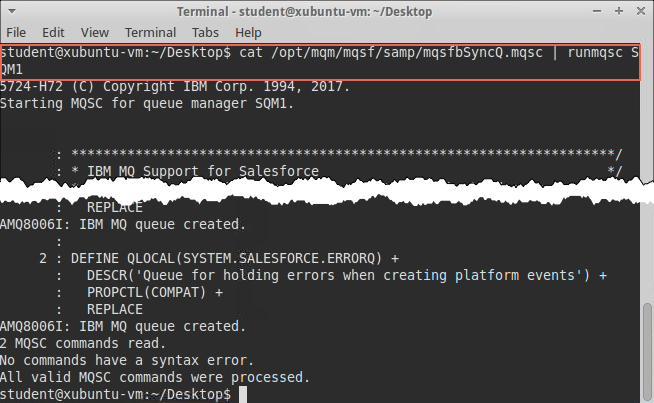 Terminal - student@xubuntu-vm:~/Desktop
File Edit View Terminal Tabs Help
student@xubuntu-vm:~/Desktop$ cat /opt/mqm/mqsf/samp/mqsfbSyncQ.mqsc | runmqsc S
QM1
5724-H72 (C) Copyright IBM Corp. 1994, 2017.
Starting MQSC for queue manager SQM1.
: ********************************************************************/
: * IBM MQ Support for Salesforce */
: REPLACE
AMQ8006I: IBM MQ queue created.
:
2 : DEFINE QLOCAL(SYSTEM.SALESFORCE.ERRORQ) +
: DESCR('Queue for holding errors when creating platform events') +
: PROPCTL(COMPAT) +
: REPLACE
AMQ8006I: IBM MQ queue created.
2 MQSC commands read.
No commands have a syntax error.
All valid MQSC commands were processed.
student@xubuntu-vm:~/Desktop$